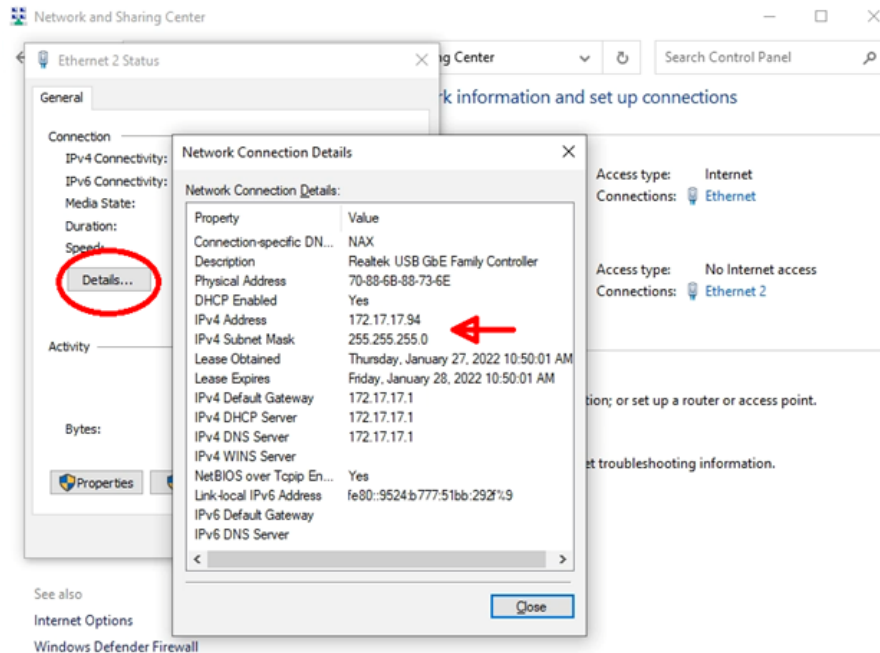 Network and Sharing Center
Ethernet 2 Status
ng Center
Search Control Panel
General
rk information and set up connections
Connection
IPv4 Connectivity:
IPv6 Connectivity:
Media State:
Duration:
Speed:
Details...
Activity
Bytes:
Properties
Network Connection Details
Network Connection Details:
Property Value
Connection-specific DN... NAX
Description Realtek USB GbE Family Controller
Physical Address 70-88-6B-88-73-6E
DHCP Enabled Yes
IPv4 Address 172.17.17.94
IPv4 Subnet Mask 255.255.255.0
Lease Obtained Thursday, January 27, 2022 10:50:01 AM
Lease Expires Friday, January 28, 2022 10:50:01 AM
IPv4 Default Gateway 172.17.17.1
IPv4 DHCP Server 172.17.17.1
IPv4 DNS Server 172.17.17.1
IPv4 WINS Server
NetBIOS over Tcpip En... Yes
Link-local IPv6 Address fe80::9524:b777:51bb:292f%9
IPv6 Default Gateway
IPv6 DNS Server
Close
Access type: Internet
Connections: Ethernet
Access type: No Internet access
Connections: Ethernet 2
tion; or set up a router or access point.
et troubleshooting information.
See also
Internet Options
Windows Defender Firewall